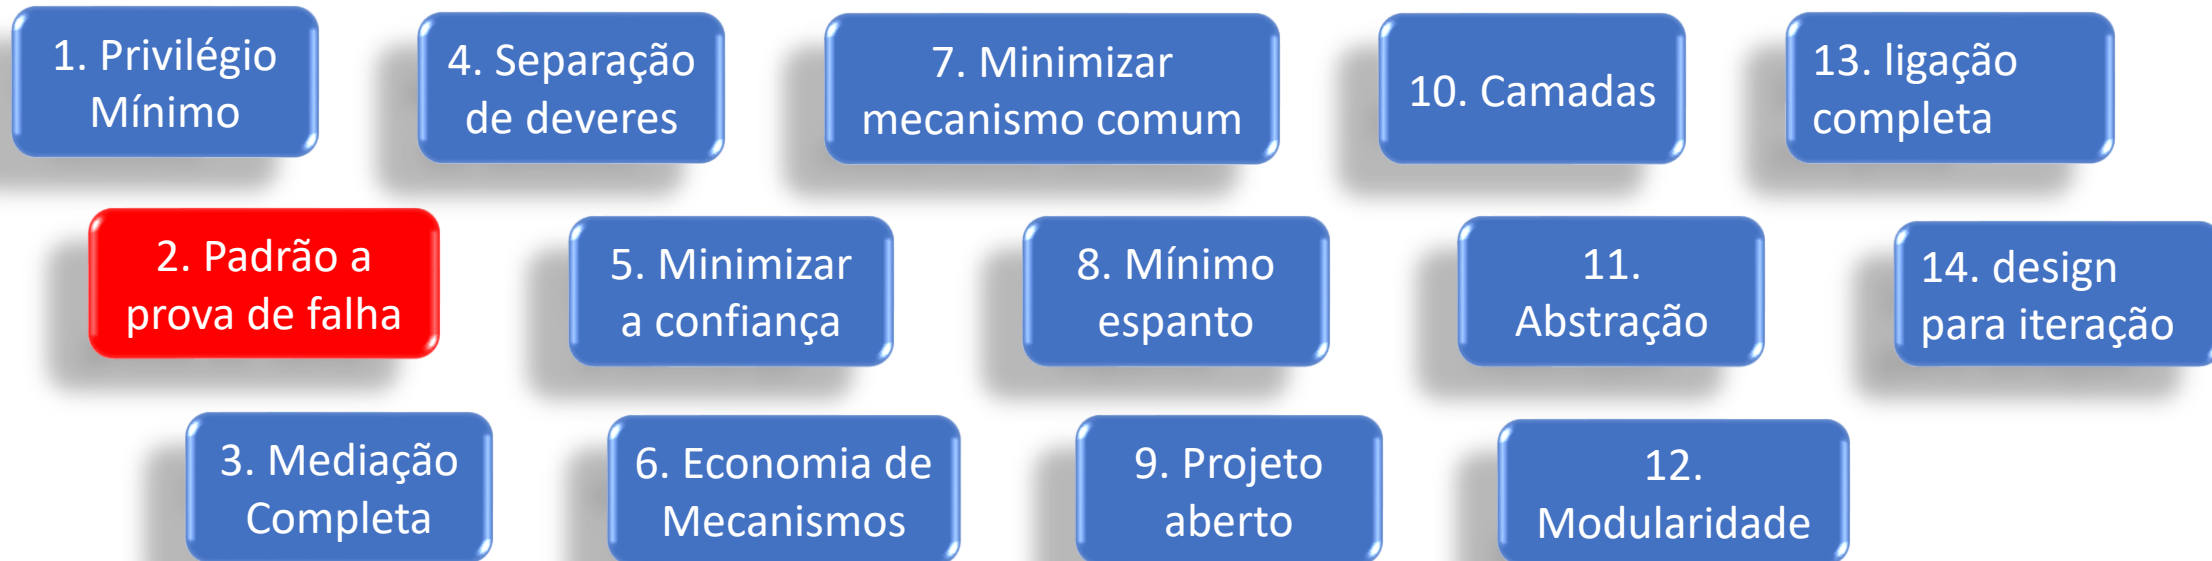 1. Privilégio
Mínimo
4. Separação
de deveres
7. Minimizar
mecanismo comum
10. Camadas
13. ligação
completa
2. Padrão a
prova de falha
5. Minimizar
a confiança
8. Mínimo
espanto
11.
Abstração
14. design
para iteração
3. Mediação
Completa
6. Economia de
Mecanismos
9. Projeto
aberto
12.
Modularidade